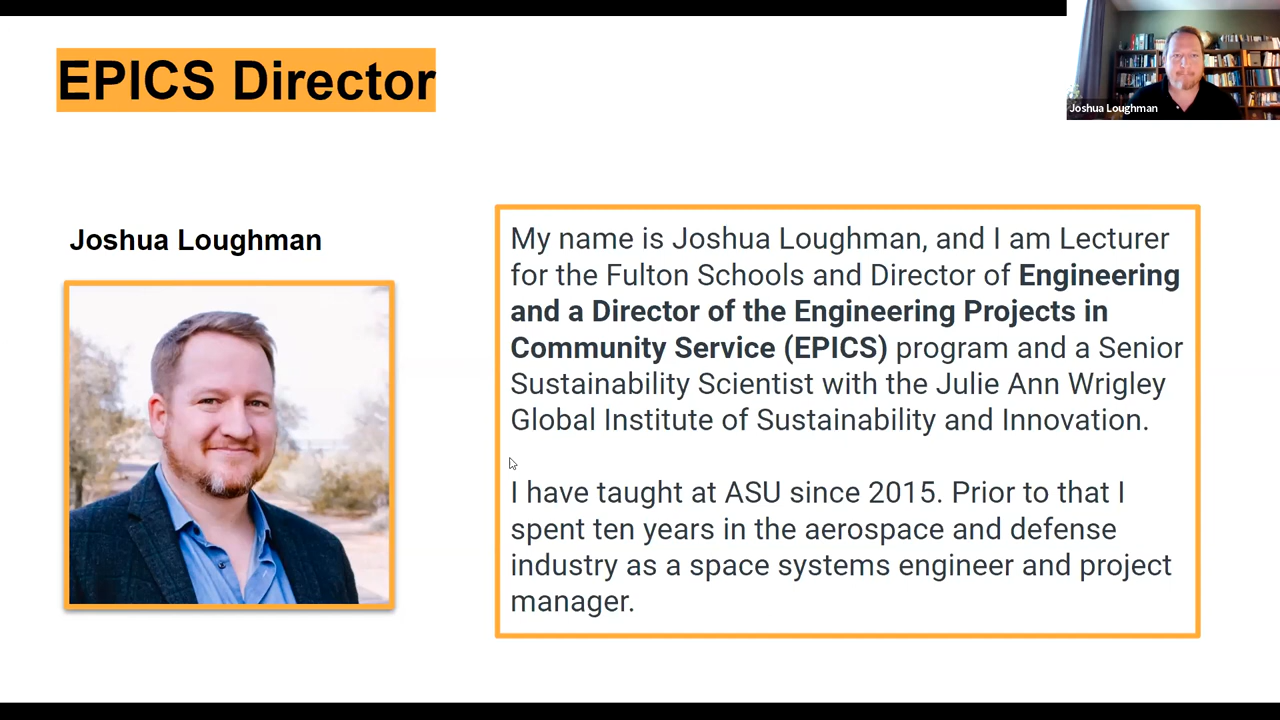 EPICS Director
Joshua Loughman
Joshua Loughman
My name is Joshua Loughman, and I am Lecturer
for the Fulton Schools and Director of Engineering
and a Director of the Engineering Projects in
Community Service (EPICS) program and a Senior
Sustainability Scientist with the Julie Ann Wrigley
Global Institute of Sustainability and Innovation.
I have taught at ASU since 2015. Prior to that I
spent ten years in the aerospace and defense
industry as a space systems engineer and project
manager.